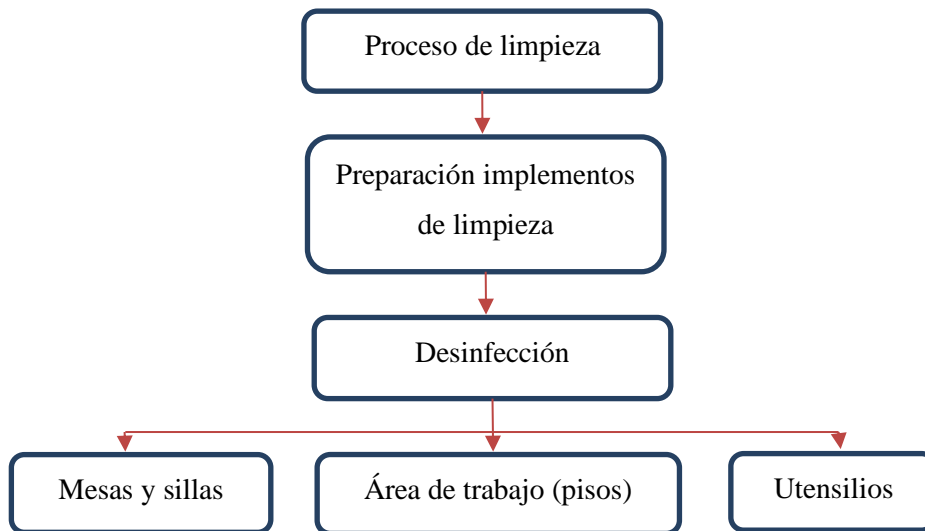 Proceso de limpieza
Preparación implementos
de limpieza
Desinfección
Mesas y sillas
Área de trabajo (pisos)
Utensilios